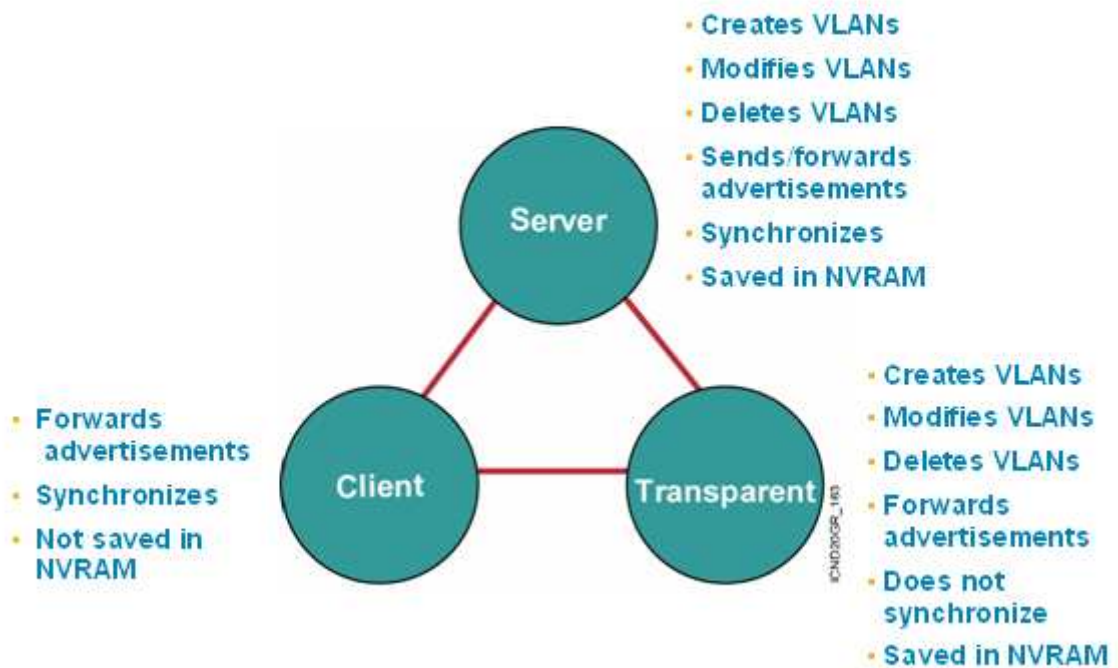 • Creates VLANs
• Modifies VLANs
• Deletes VLANs
• Sends/forwards
advertisements
• Synchronizes
• Saved in NVRAM
Server
• Forwards
advertisements
• Synchronizes
• Not saved in
NVRAM
Client
Transparent
ICND20GR_163
• Creates VLANs
• Modifies VLANs
• Deletes VLANs
• Forwards
advertisements
• Does not
synchronize
• Saved in NVRAM